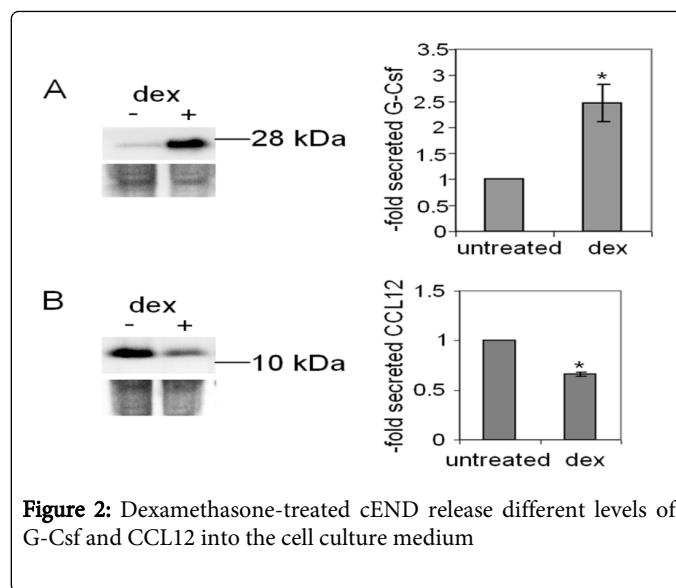 A
dex
- +
28 kDa
3.5
3
2.5
2
1.5
1
0.5
0
-fold secreted G-Csf
*
untreated dex
B
dex
- +
10 kDa
1.5
1
0.5
0
-fold secreted CCL12
*
untreated dex
Figure 2: Dexamethasone-treated cEND release different levels of
G-Csf and CCL12 into the cell culture medium